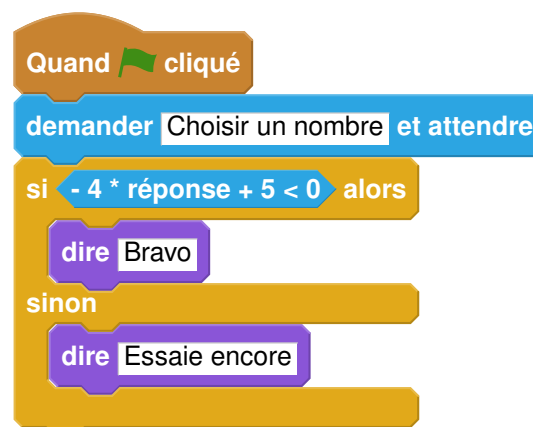 Quand cliqué
demander Choisir un nombre et attendre
si - 4 * réponse + 5 < 0 alors
dire Bravo
sinon
dire Essaie encore